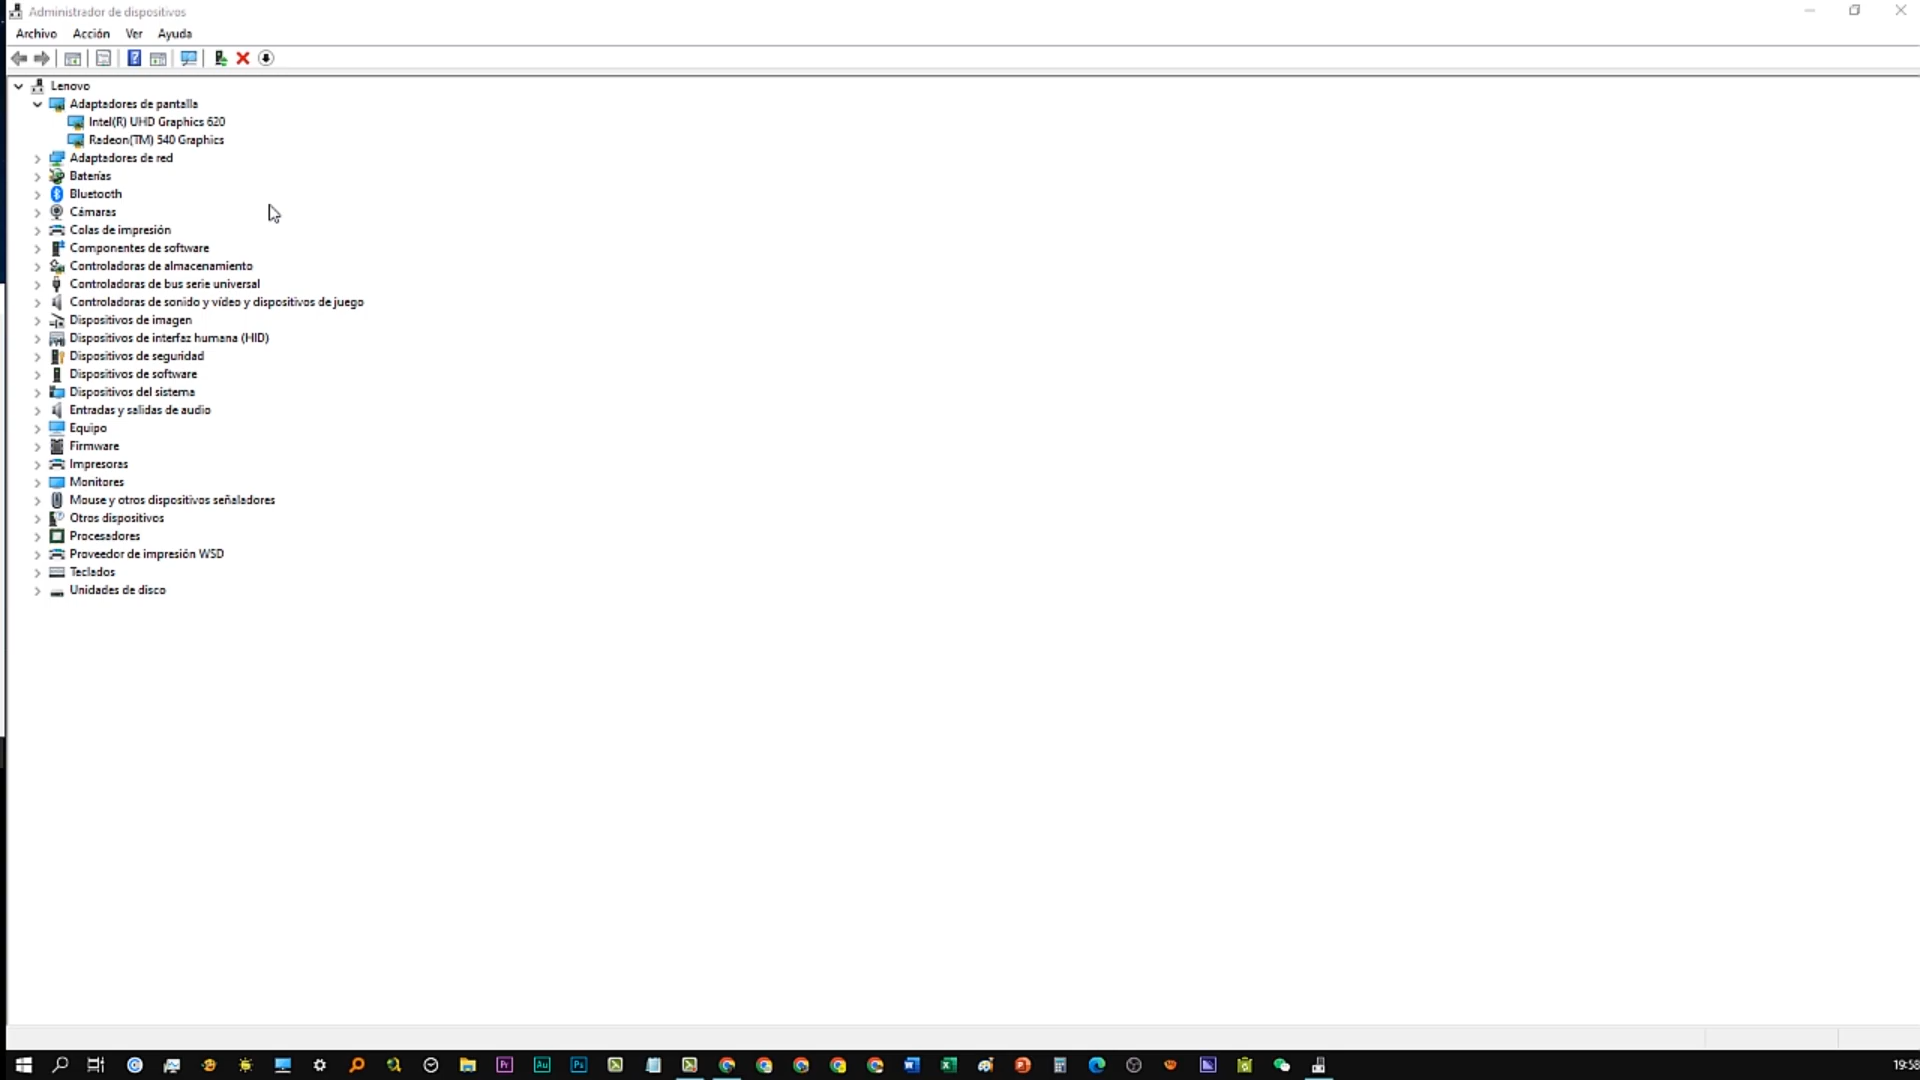 Administrador de dispositivos
Archivo Acción Ver Ayuda
Lenovo
Adaptadores de pantalla
Intel(R) UHD Graphics 620
Radeon(TM) 540 Graphics
Adaptadores de red
Baterías
Bluetooth
Cámaras
Colas de impresión
Componentes de software
Controladoras de almacenamiento
Controladoras de bus serie universal
Controladoras de sonido y vídeo y dispositivos de juego
Dispositivos de imagen
Dispositivos de interfaz humana (HID)
Dispositivos de seguridad
Dispositivos de software
Dispositivos del sistema
Entradas y salidas de audio
Equipo
Firmware
Impresoras
Monitores
Mouse y otros dispositivos señaladores
Otros dispositivos
Procesadores
Proveedor de impresión WSD
Teclados
Unidades de disco
Pr Au Ps
19:58